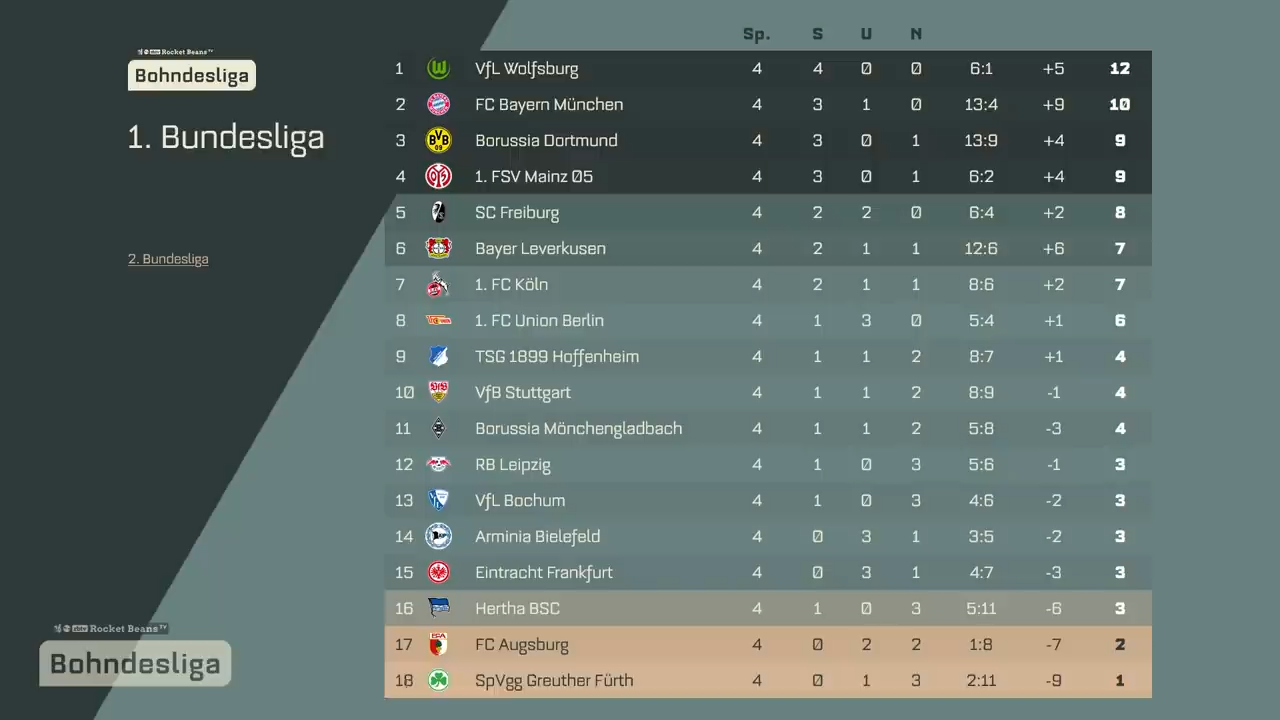 Rocket Beans TV
Bohndesliga
1. Bundesliga
2. Bundesliga
Sp. S U N
1 VfL Wolfsburg 4 4 0 0 6:1 +5 12
2 FC Bayern München 4 3 1 0 13:4 +9 10
3 Borussia Dortmund 4 3 0 1 13:9 +4 9
4 1. FSV Mainz 05 4 3 0 1 6:2 +4 9
5 SC Freiburg 4 2 2 0 6:4 +2 8
6 Bayer Leverkusen 4 2 1 1 12:6 +6 7
7 1. FC Köln 4 2 1 1 8:6 +2 7
8 1. FC Union Berlin 4 1 3 0 5:4 +1 6
9 TSG 1899 Hoffenheim 4 1 1 2 8:7 +1 4
10 VfB Stuttgart 4 1 1 2 8:9 -1 4
11 Borussia Mönchengladbach 4 1 1 2 5:8 -3 4
12 RB Leipzig 4 1 0 3 5:6 -1 3
13 VfL Bochum 4 1 0 3 4:6 -2 3
14 Arminia Bielefeld 4 0 3 1 3:5 -2 3
15 Eintracht Frankfurt 4 0 3 1 4:7 -3 3
16 Hertha BSC 4 1 0 3 5:11 -6 3
17 FC Augsburg 4 0 2 2 1:8 -7 2
18 SpVgg Greuther Fürth 4 0 1 3 2:11 -9 1
Rocket Beans TV
Bohndesliga